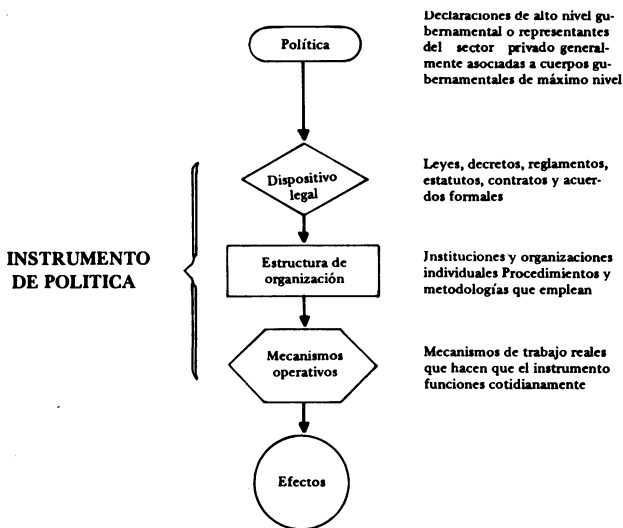 Política
Declaraciones de alto nivel gu-
bernamental o representantes
del sector privado general-
mente asociadas a cuerpos gu-
bernamentales de máximo nivel
INSTRUMENTO
DE POLITICA
Dispositivo
legal
Leyes, decretos, reglamentos,
estatutos, contratos y acuer-
dos formales
Estructura de
organización
Jnstituciones y organizaciones
individuales Procedimientos y
metodologías que emplean
Mecanismos
operativos
Mecanismos de trabajo reales
que hacen que el instrumento
funciones cotidianamente
Efectos